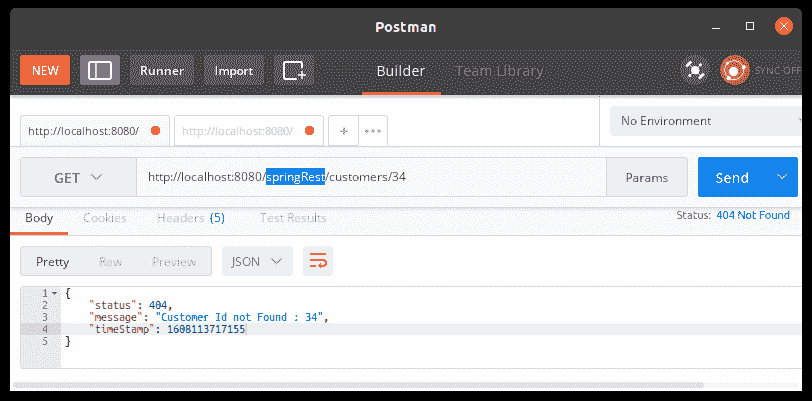 Postman
NEW Runner Import Builder Team Library SYNC OFF
http://localhost:8080/ http://localhost:8080/ + ••• No Environment
GET http://localhost:8080/springRest/customers/34 Params Send
Body Cookies Headers (5) Test Results Status: 404 Not Found
Pretty Raw Preview JSON
1 {
2 "status": 404,
3 "message": "Customer Id not Found : 34",
4 "timeStamp": 1608113717155
5 }